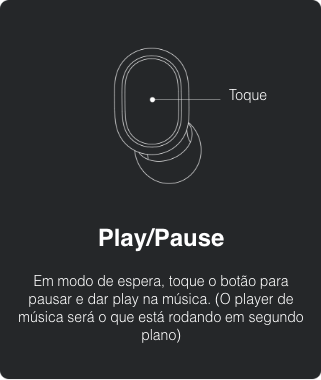 Toque
Play/Pause
Em modo de espera, toque o botão para
pausar e dar play na música. (O player de
música será o que está rodando em segundo
plano)